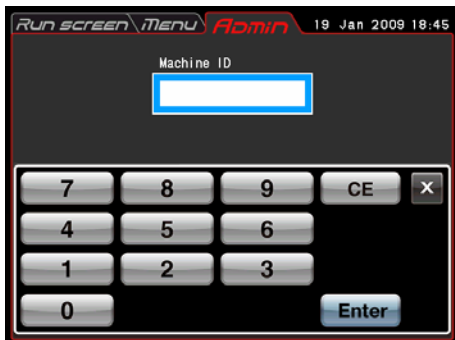 Run screen Menu Admin 19 Jan 2009 18:45
Machine ID
7 8 9 CE X
4 5 6
1 2 3
0 Enter